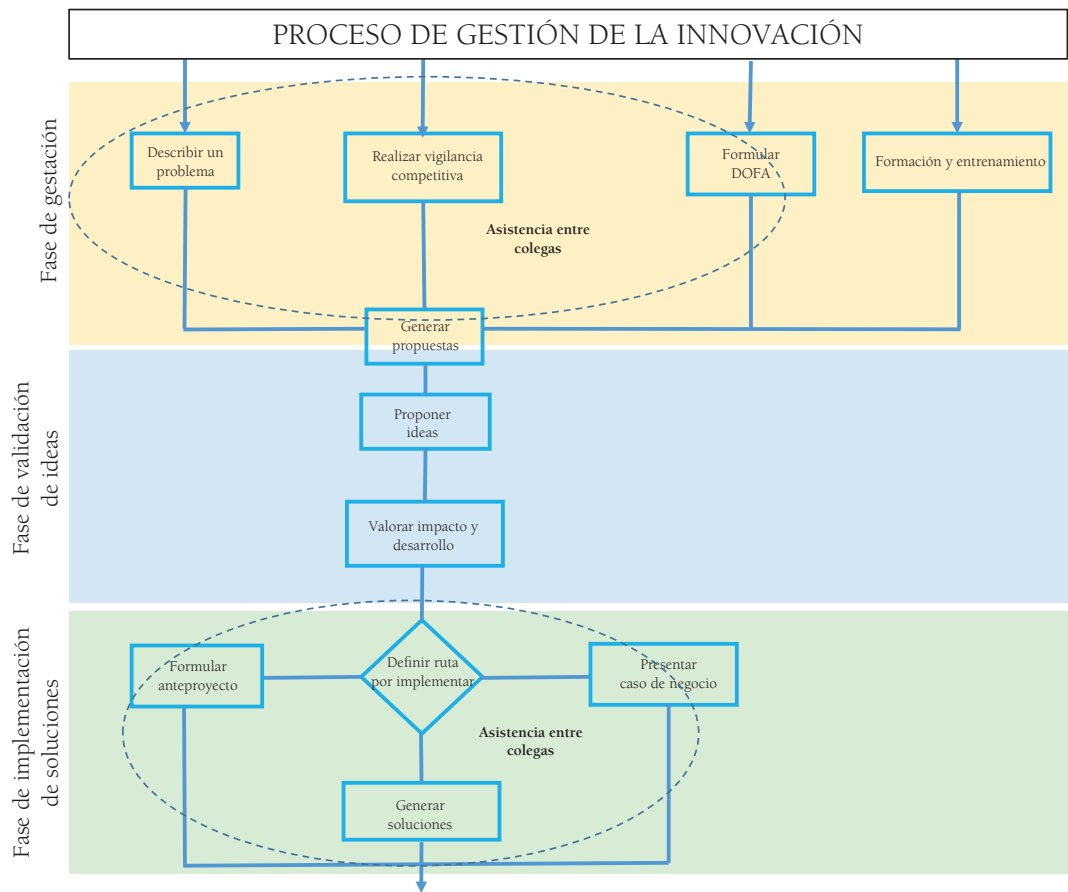 PROCESO DE GESTIÓN DE LA INNOVACIÓN
Fase de gestación
Describir un
problema
Realizar vigilancia
competitiva
Formular
DOFA
Formación y entrenamiento
Asistencia entre
colegas
Generar
propuestas
Fase de validación
de ideas
Proponer
ideas
Valorar impacto y
desarrollo
Fase de implementación
de soluciones
Formular
anteproyecto
Definir ruta
por implementar
Presentar
caso de negocio
Asistencia entre
colegas
Generar
soluciones